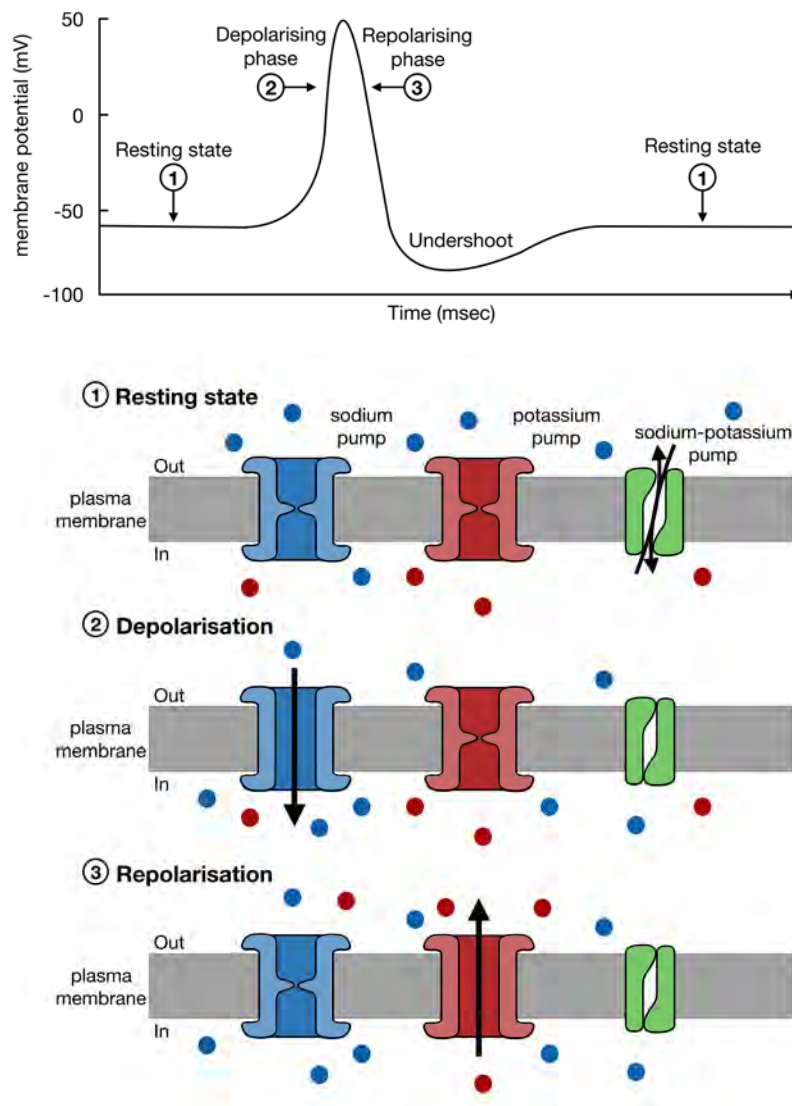 50
0
-50
-100
membrane potential (mV)
Depolarising
phase
2
Repolarising
phase
3
Resting state
1
Resting state
1
Undershoot
Time (msec)
1 Resting state
sodium
pump
potassium
pump
sodium-potassium
pump
Out
plasma
membrane
In
2 Depolarisation
Out
plasma
membrane
In
3 Repolarisation
Out
plasma
membrane
In